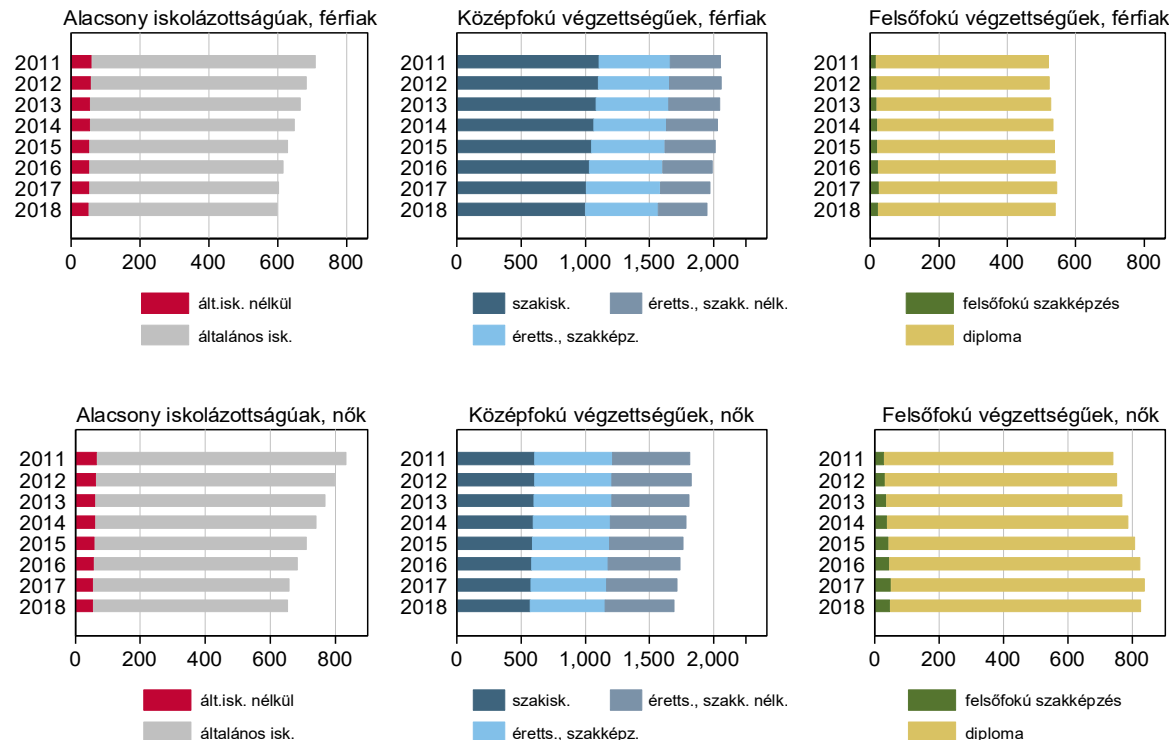 Alacsony iskolázottságúak, férfiak
2011
2012
2013
2014
2015
2016
2017
2018
0 200 400 600 800
ált.isk. nélkül
általános isk.
Középfokú végzettségűek, férfiak
2011
2012
2013
2014
2015
2016
2017
2018
0 500 1,000 1,500 2,000
szakisk. éretts., szakk. nélk.
éretts., szakképz.
Felsőfokú végzettségűek, férfiak
0 200 400 600 800
felsőfokú szakképzés
diploma
2011
2012
2013
2014
2015
2016
2017
2018
Alacsony iskolázottságúak, nők
2011
2012
2013
2014
2015
2016
2017
2018
0 200 400 600 800
ált.isk. nélkül
általános isk.
Középfokú végzettségűek, nők
2011
2012
2013
2014
2015
2016
2017
2018
0 500 1,000 1,500 2,000
szakisk. éretts., szakk. nélk.
éretts., szakképz.
Felsőfokú végzettségűek, nők
2011
2012
2013
2014
2015
2016
2017
2018
0 200 400 600 800
felsőfokú szakképzés
diploma